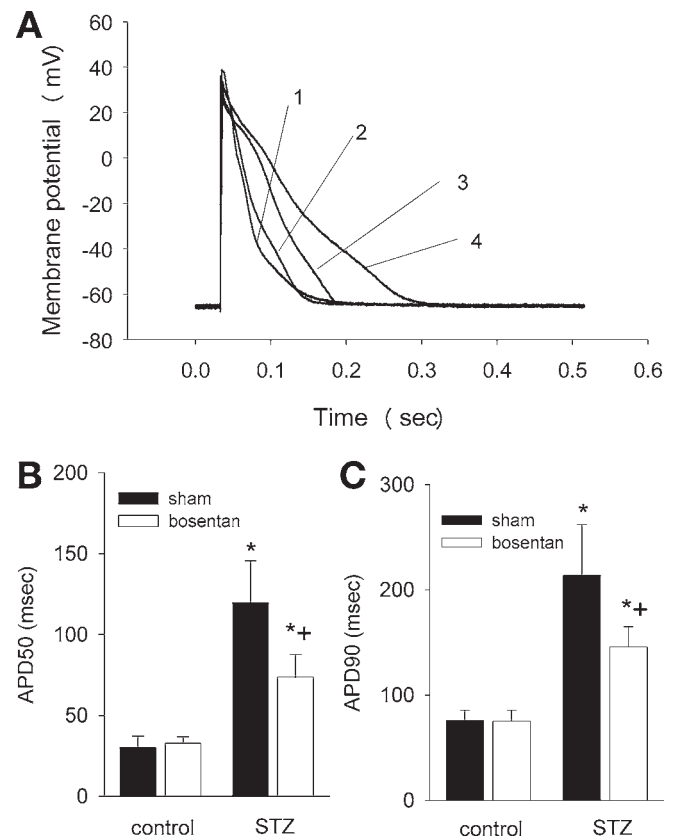 A
Membrane potential ( mV)
60
40
20
0
-20
-40
-60
-80
1
2
3
4
0.0 0.1 0.2 0.3 0.4 0.5 0.6
Time ( sec)
B
APD50 (msec)
200
150
100
50
0
sham
bosentan
*
*+
control STZ
C
APD90 (msec)
300
200
100
0
sham
bosentan
*
*+
control STZ